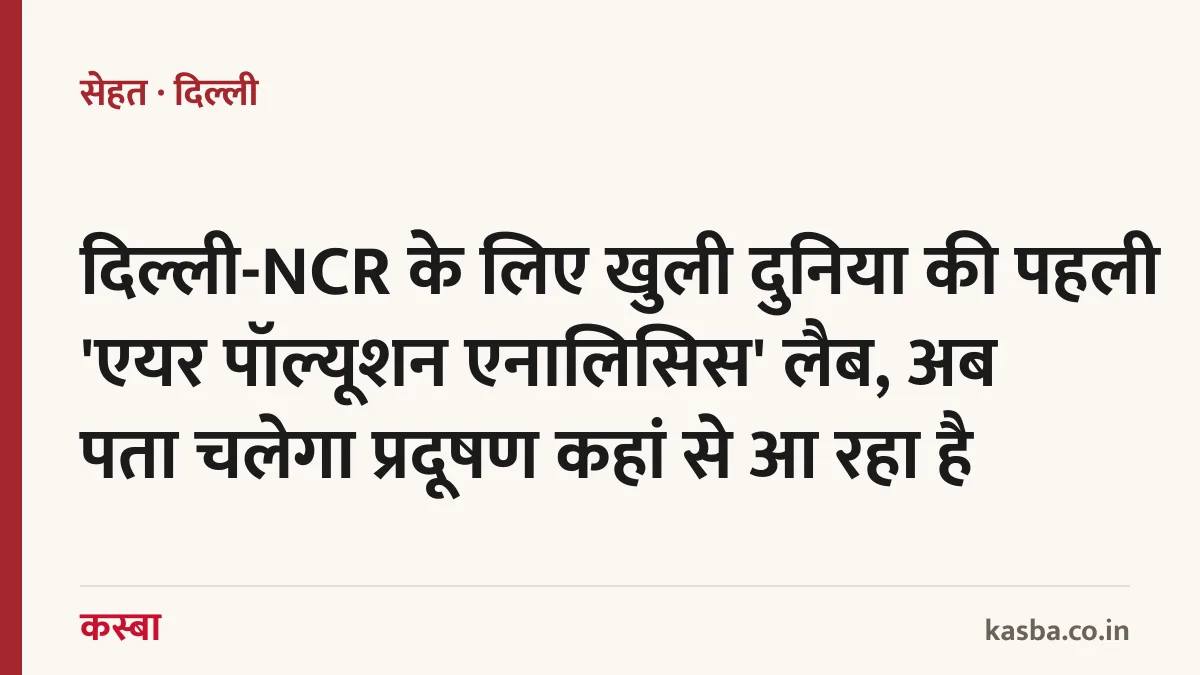 सेहत · दिल्ली
दिल्ली-NCR के लिए खुली दुनिया की पहली
'एयर पॉल्यूशन एनालिसिस' लैब, अब
पता चलेगा प्रदूषण कहां से आ रहा है
कस्बा
kasba.co.in